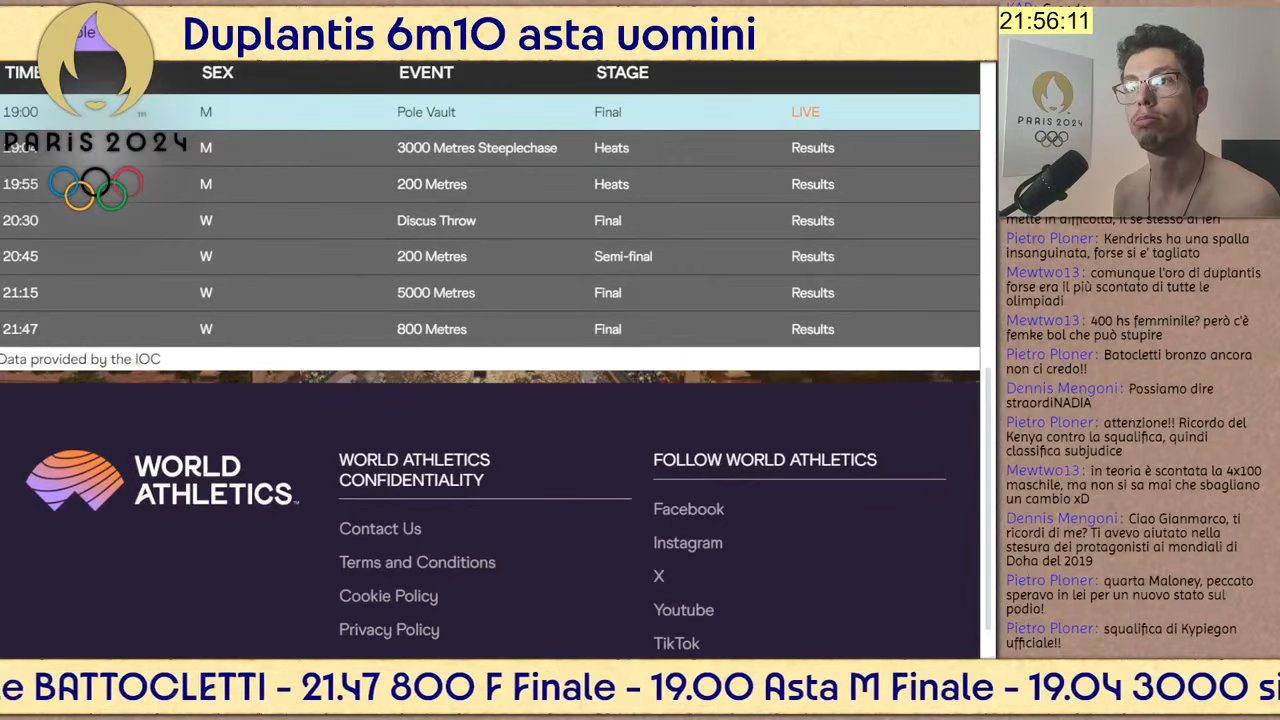 Duplantis 6m10 asta uomini
21:56:11
PARIS 2024
TIME SEX EVENT STAGE
19:00 M Pole Vault Final LIVE
M 3000 Metres Steeplechase Heats Results
PARIS 2024
19:55 M 200 Metres Heats Results
20:30 W Discus Throw Final Results
20:45 W 200 Metres Semi-final Results
21:15 W 5000 Metres Final Results
21:47 W 800 Metres Final Results
Data provided by the IOC
WORLD
ATHLETICS
WORLD ATHLETICS
CONFIDENTIALITY
Contact Us
Terms and Conditions
Cookie Policy
Privacy Policy
FOLLOW WORLD ATHLETICS
Facebook
Instagram
X
Youtube
TikTok
mette in difficoltà, il se stesso di ieri
Pietro Ploner: Kendricks ha una spalla
insanguinata, forse si e' tagliato
Mewtwo13: comunque l'oro di duplantis
forse era il più scontato di tutte le
olimpiadi
Mewtwo13: 400 hs femminile? però c'è
femke bol che può stupire
Pietro Ploner: Batocletti bronzo ancora
non ci credo!!
Dennis Mengoni: Possiamo dire
straordiNADIA
Pietro Ploner: attenzione!! Ricordo del
Kenya contro la squalifica, quindi
classifica subjudice
Mewtwo13: in teoria è scontata la 4x100
maschile, ma non si sa mai che sbagliano
un cambio xD
Dennis Mengoni: Ciao Gianmarco, ti
ricordi di me? Ti avevo aiutato nella
stesura dei protagonisti ai mondiali di
Doha del 2019
Pietro Ploner: quarta Maloney, peccato
speravo in lei per un nuovo stato sul
podio!
Pietro Ploner: squalifica di Kypiegon
ufficiale!!
le BATTOCLETTI - 21.47 800 F Finale - 19.00 Asta M Finale - 19.04 3000 si